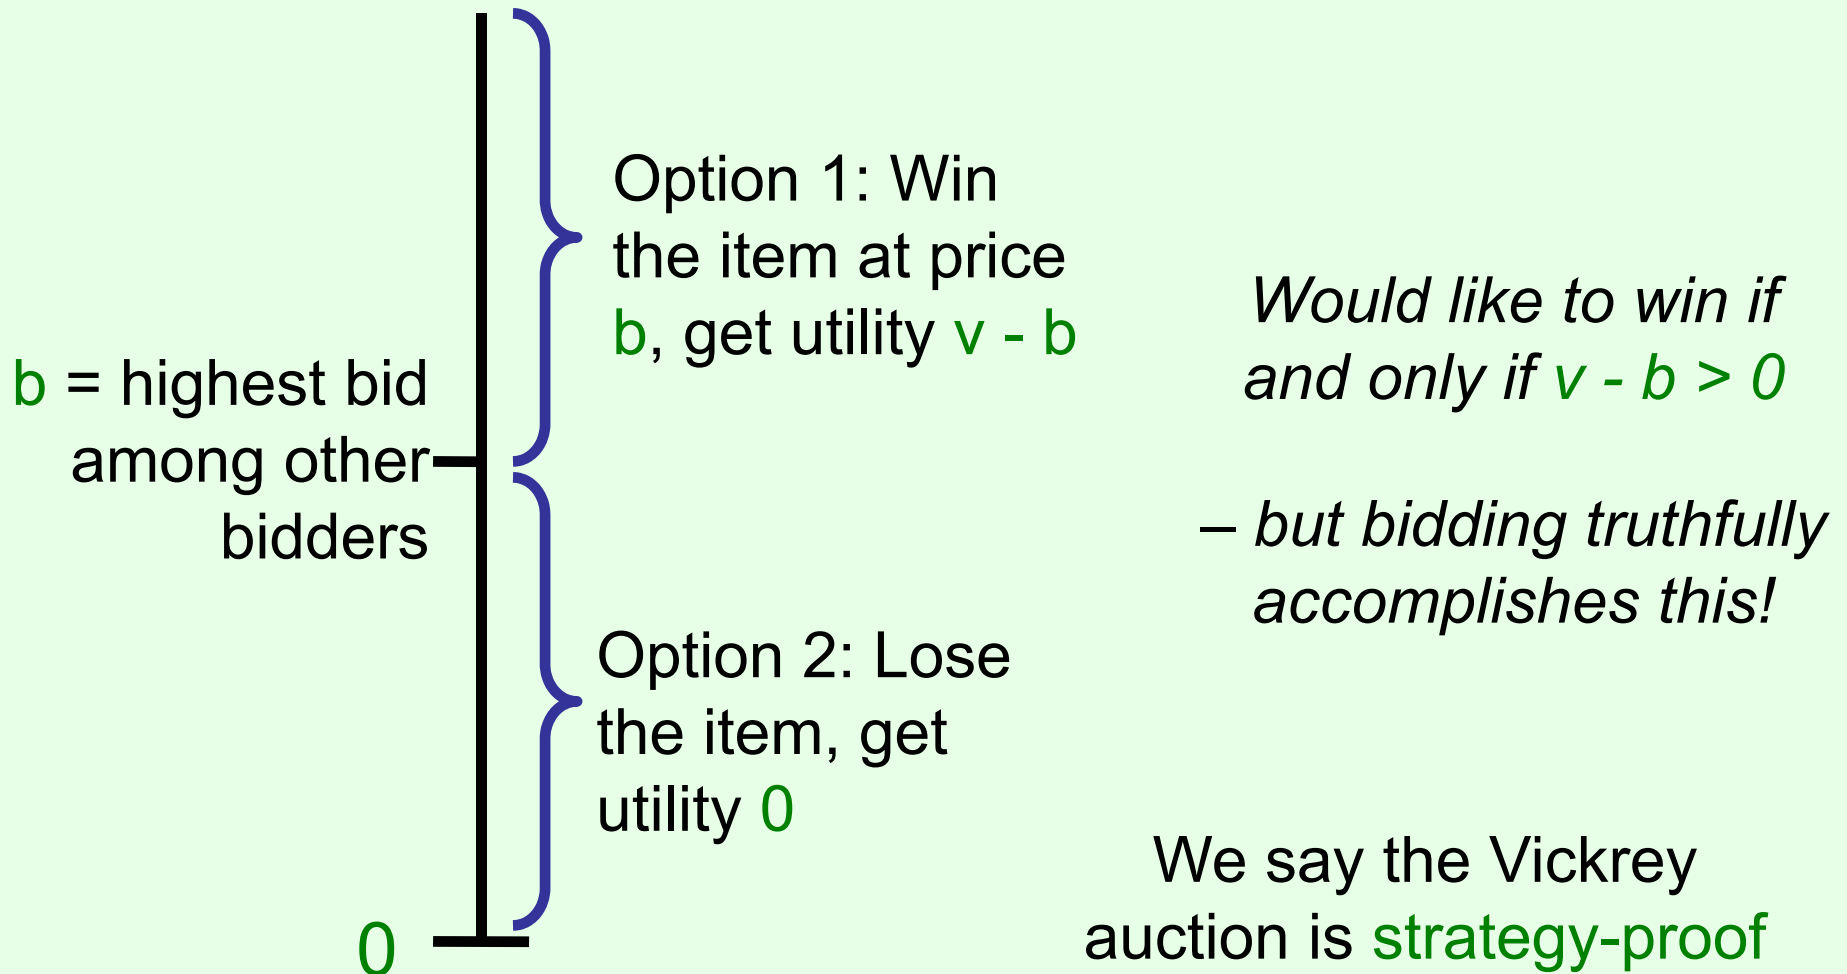 Option 1: Win
the item at price
b, get utility v - b
b = highest bid
among other
bidders
Option 2: Lose
the item, get
utility 0
0
Would like to win if
and only if v - b > 0
– but bidding truthfully
accomplishes this!
We say the Vickrey
auction is strategy-proof